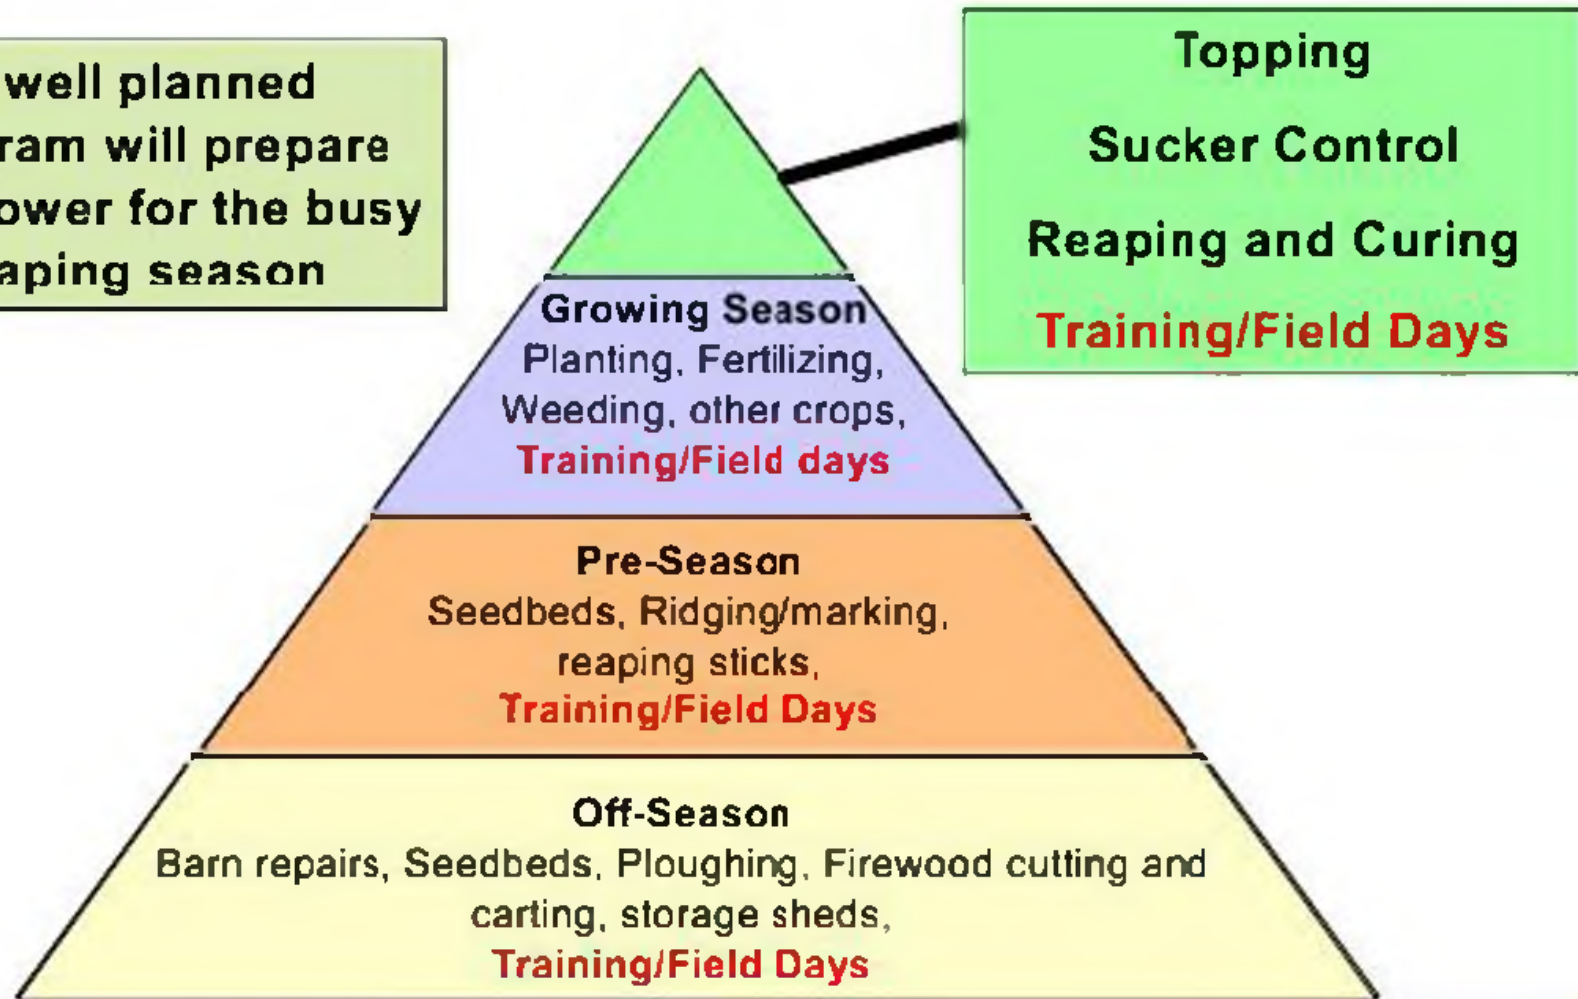 well planned
ram will prepare
ower for the busy
aping season
Topping
Sucker Control
Reaping and Curing
Training/Field Days
Growing Season
Planting, Fertilizing,
Weeding, other crops,
Training/Field days
Pre-Season
Seedbeds, Ridging/marking,
reaping sticks,
Training/Field Days
Off-Season
Barn repairs, Seedbeds, Ploughing, Firewood cutting and
carting, storage sheds,
Training/Field Days